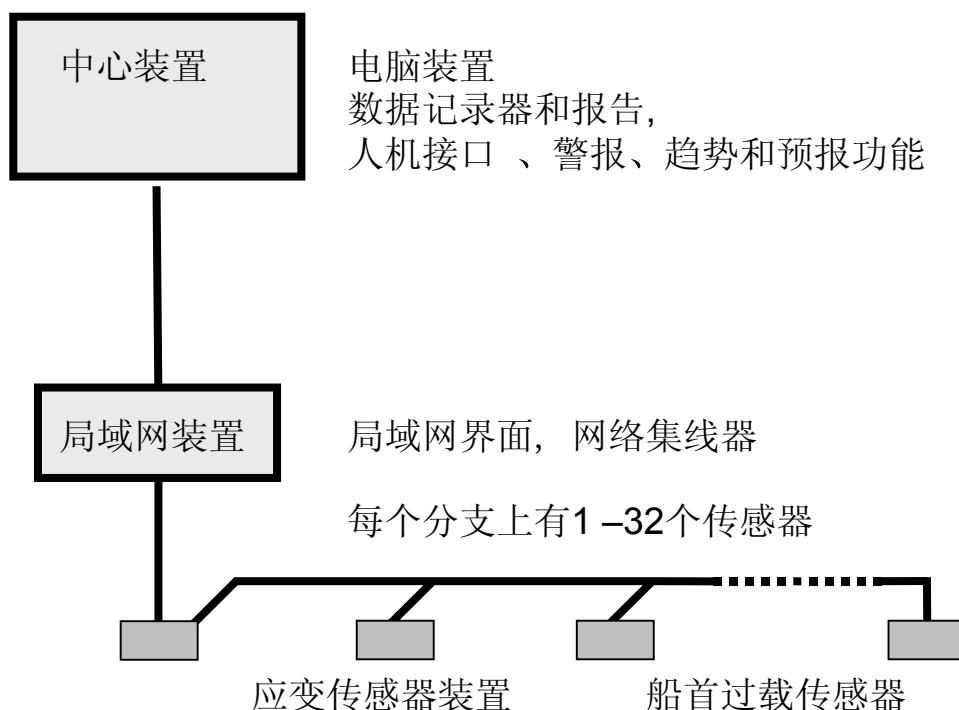 中心装置
电脑装置
数据记录器和报告,
人机接口 、警报、趋势和预报功能
局域网装置
局域网界面, 网络集线器
每个分支上有1 –32个传感器
应变传感器装置
船首过载传感器